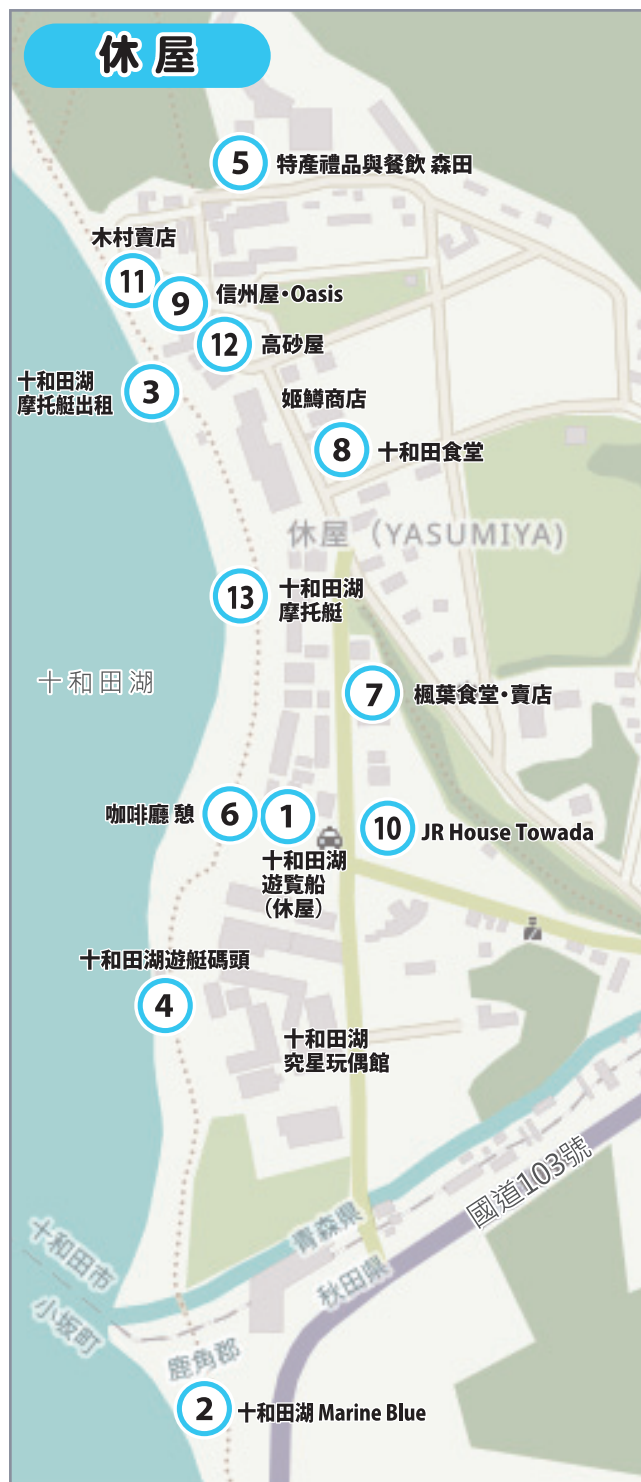 休屋
5
特產禮品與餐飲 森田
木村賣店
11
9
信州屋・Oasis
12
高砂屋
十和田湖
摩托艇出租
3
姬鱒商店
8
十和田食堂
休屋（YASUMIYA)
13
十和田湖
摩托艇
十和田湖
7
楓葉食堂・賣店
咖啡廳 憩
6
1
10
JR House Towada
十和田湖
遊覧船
（休屋）
十和田湖遊艇碼頭
4
十和田湖
究星玩偶館
國道103號
青森県
秋田県
十和田市
小坂町
鹿角郡
2
十和田湖 Marine Blue